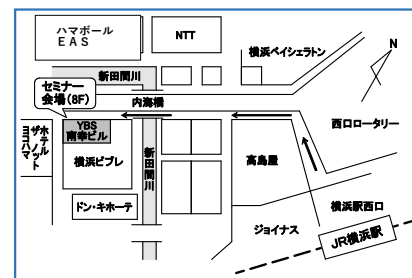 ハマボール
ＥＡＳ
NTT
横浜ベイシェラトン
N
新田間川
セミナー
会場（8F）
内海橋
西口ロータリー
YBS
南幸ビル
ホテル
ザ・ノット
ヨコハマ
横浜ビブレ
新田間川
高島屋
ドン・キホーテ
ジョイナス
横浜駅西口
JR横浜駅